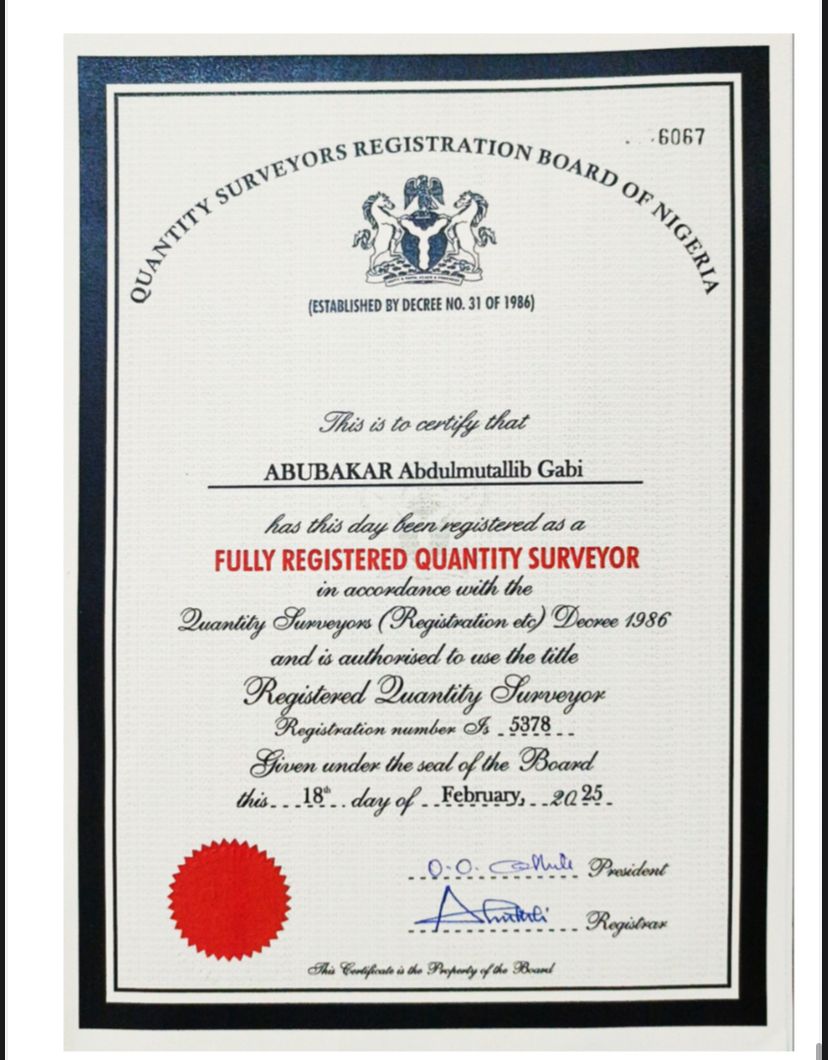 6067
QUANTITY SURVEYORS REGISTRATION BOARD OF NIGERIA
(ESTABLISHED BY DECREE NO. 31 OF 1986)
This is to certify that
ABUBAKAR Abdulmutallib Gabi
has this day been registered as a
FULLY REGISTERED QUANTITY SURVEYOR
in accordance with the
Quantity Surveyors (Registration etc) Decree 1986
and is authorised to use the title
Registered Quantity Surveyor
Registration number Is 5378
Given under the seal of the Board
this 18th day of February, 2025
O.O. President
Registrar
This Certificate is the Property of the Board